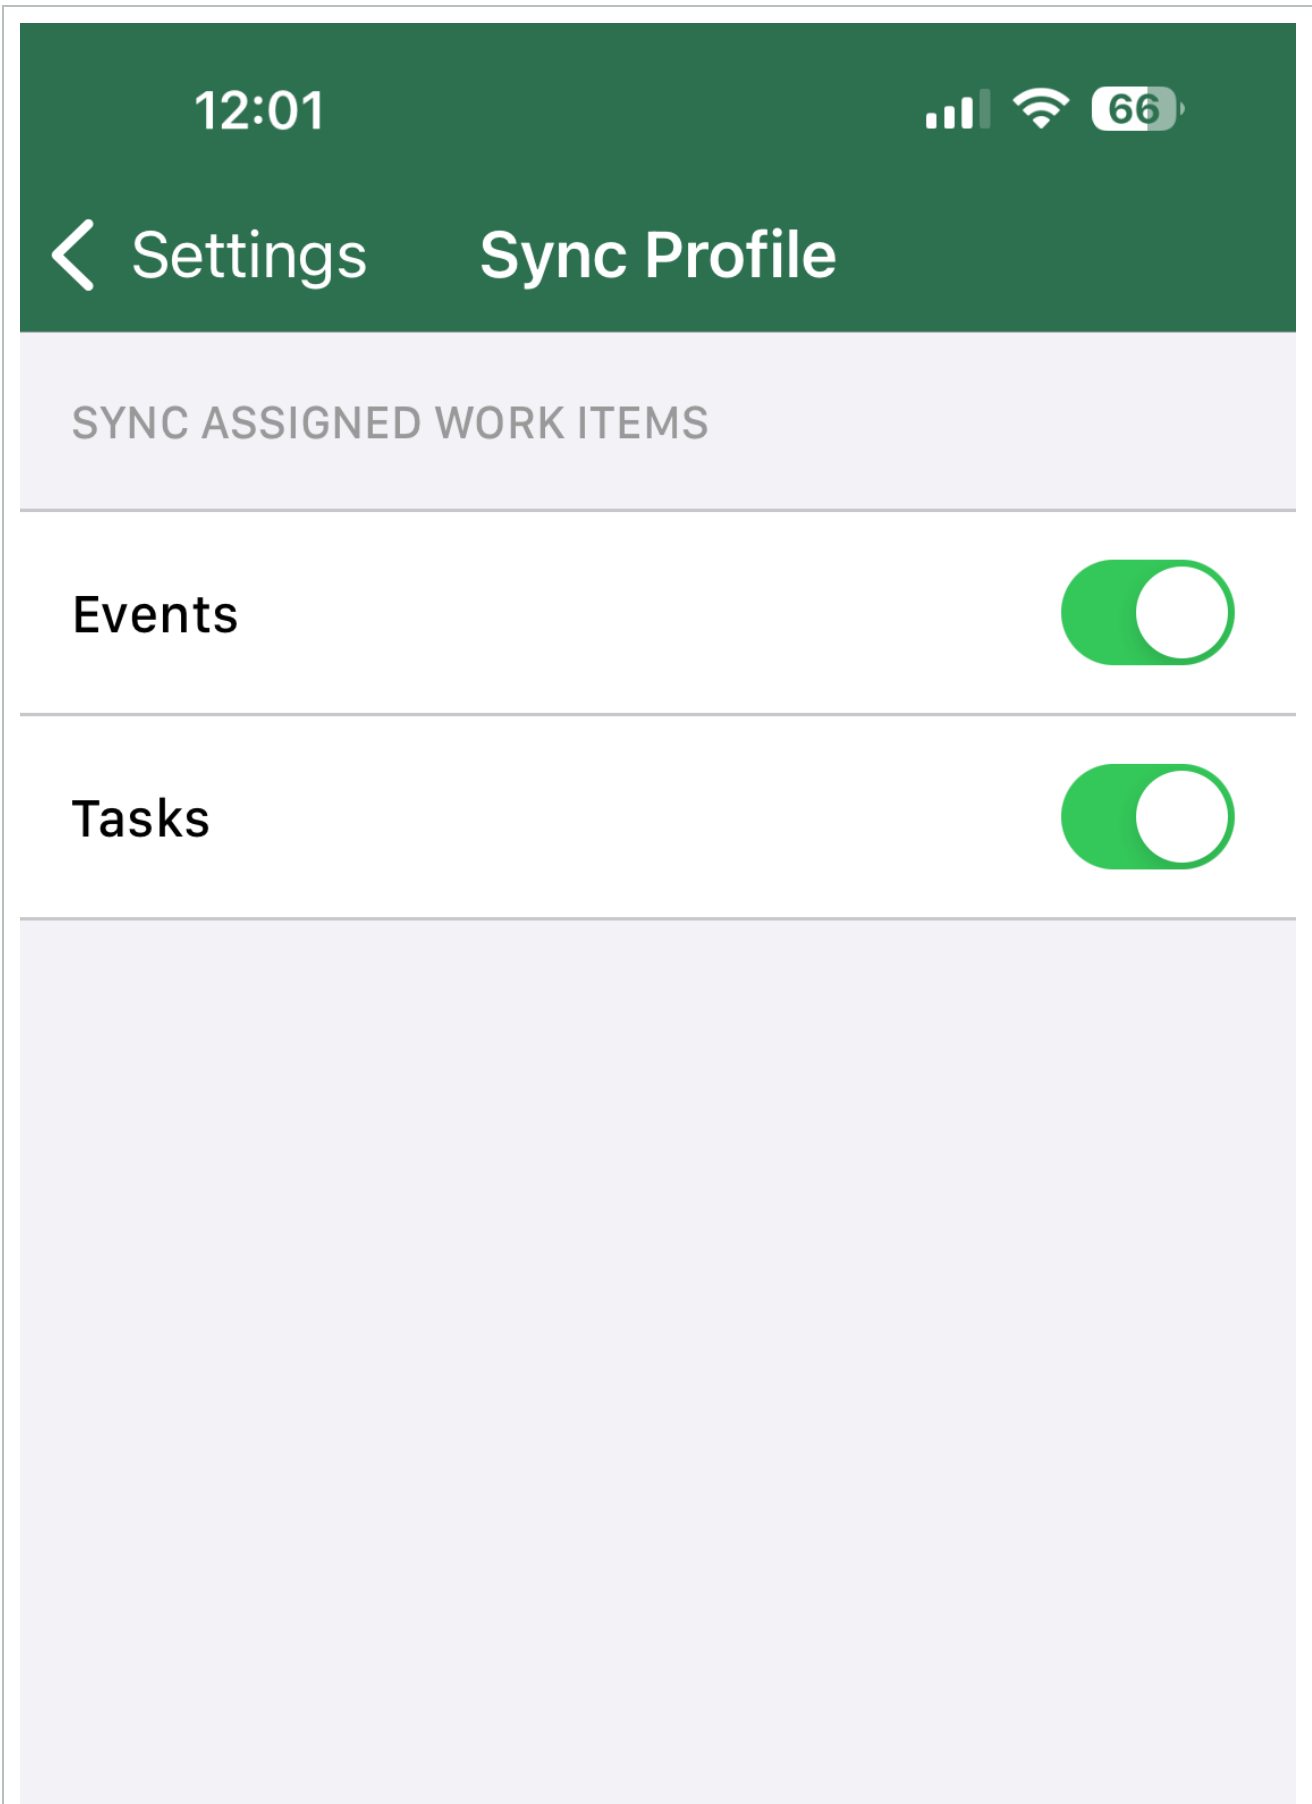 12:01 66
Settings Sync Profile
SYNC ASSIGNED WORK ITEMS
Events
Tasks